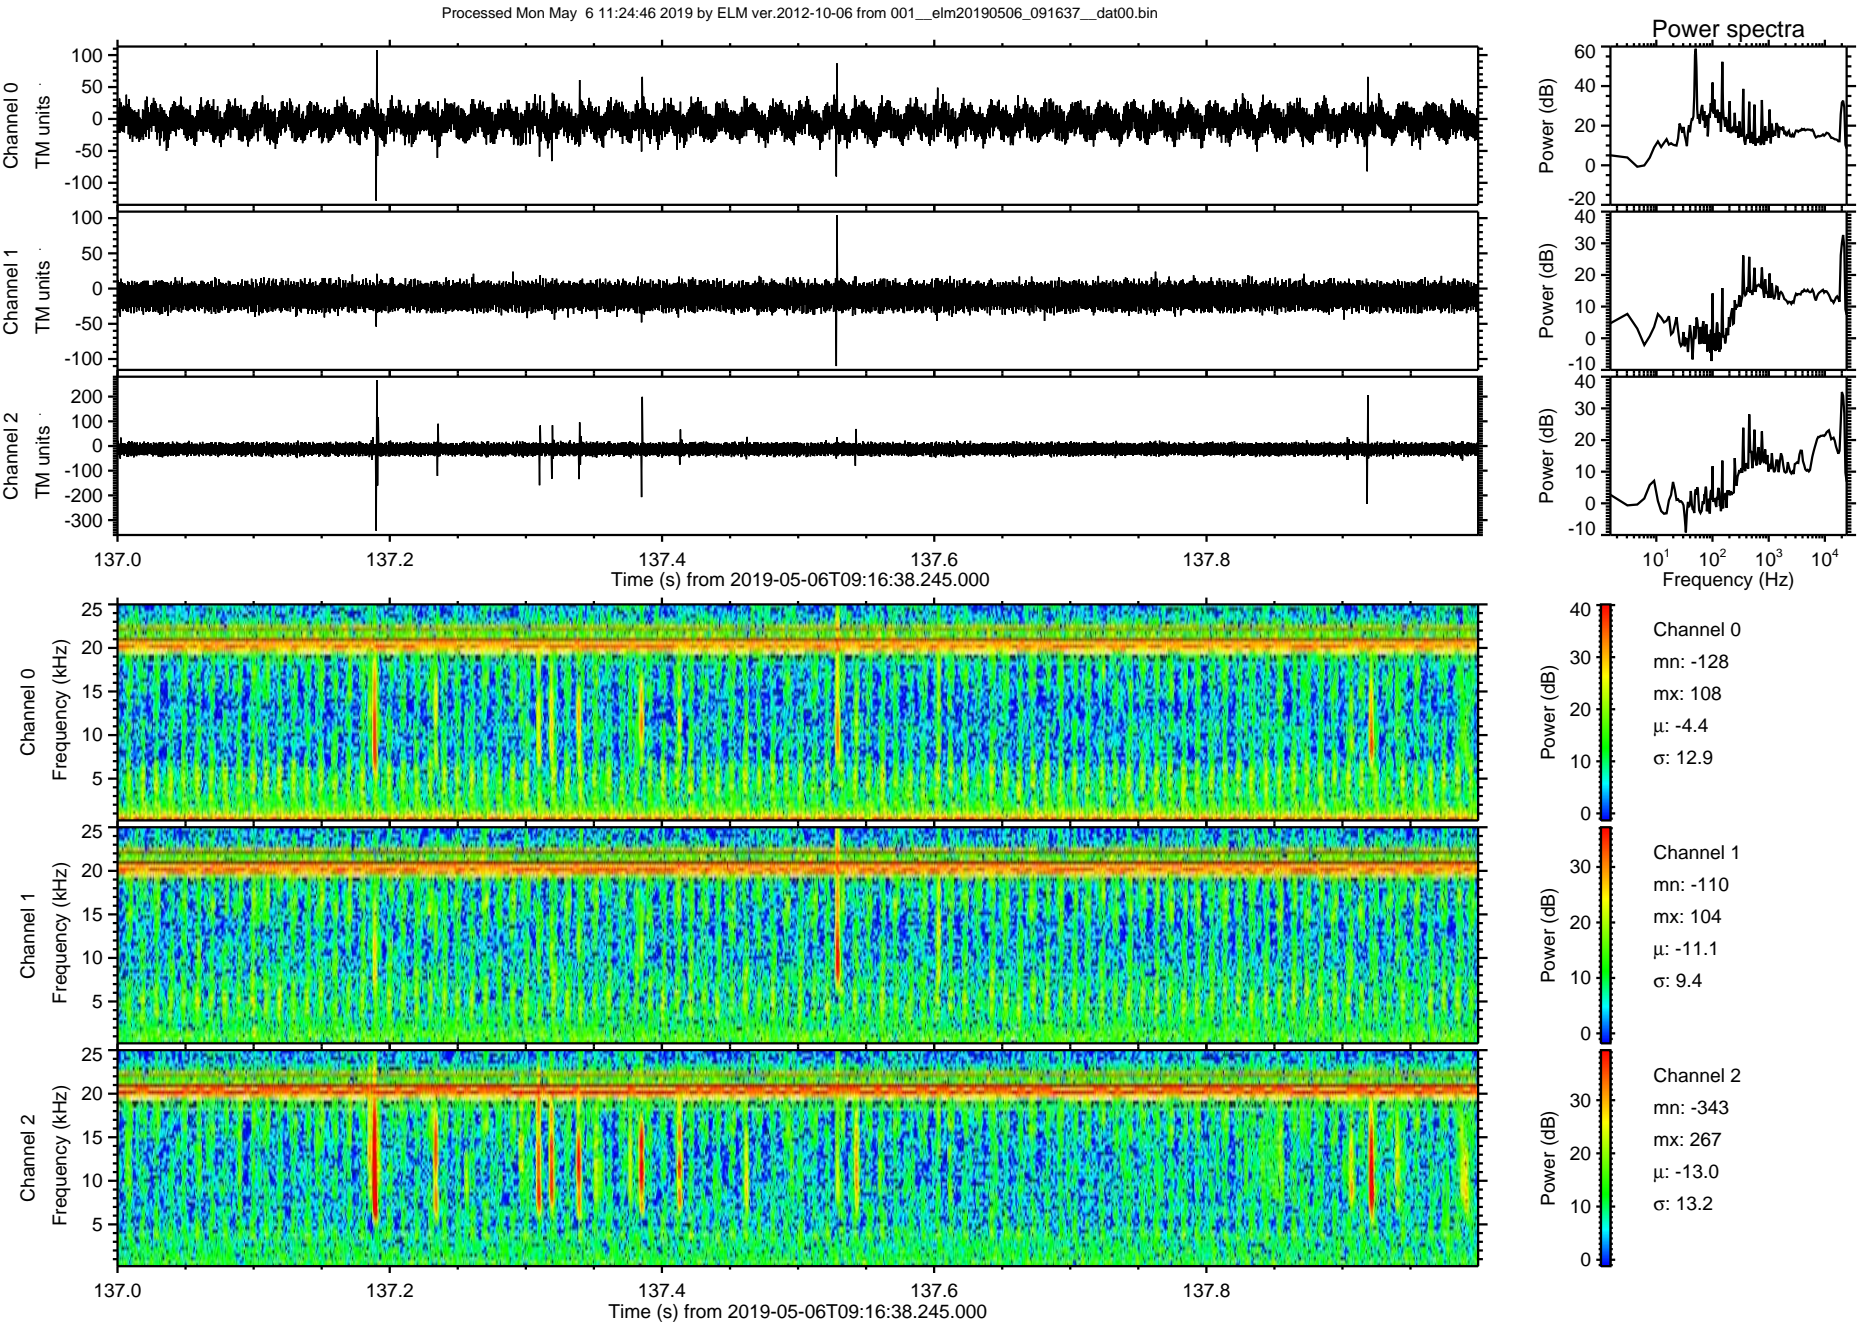 Processed Mon May  6 11:24:46 2019 by ELM ver.2012-10-06 from 001__elm20190506_091637__dat00.bin
Power spectra
Channel 0
TM units
100
50
0
-50
-100
Power (dB)
60
40
20
0
-20
Channel 1
TM units
100
50
0
-50
-100
Power (dB)
40
30
20
10
0
-10
Channel 2
TM units
200
100
0
-100
-200
-300
Power (dB)
40
30
20
10
0
-10
137.0 137.2 137.4 137.6 137.8
Time (s) from 2019-05-06T09:16:38.245.000
10¹ 10² 10³ 10⁴
Frequency (Hz)
Channel 0
Frequency (kHz)
25
20
15
10
5
Power (dB)
40
30
20
10
0
Channel 0
mn: -128
mx: 108
μ: -4.4
σ: 12.9
Channel 1
Frequency (kHz)
25
20
15
10
5
Power (dB)
30
20
10
0
Channel 1
mn: -110
mx: 104
μ: -11.1
σ: 9.4
Channel 2
Frequency (kHz)
25
20
15
10
5
Power (dB)
30
20
10
0
Channel 2
mn: -343
mx: 267
μ: -13.0
σ: 13.2
137.0 137.2 137.4 137.6 137.8
Time (s) from 2019-05-06T09:16:38.245.000